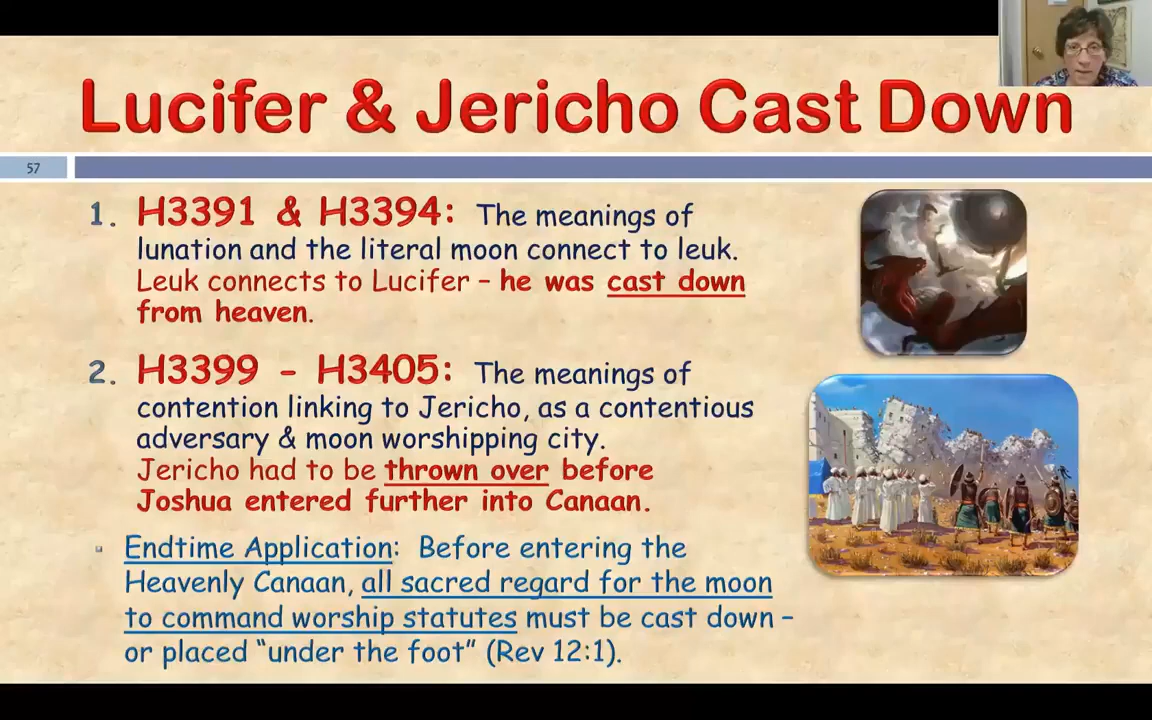 Lucifer & Jericho Cast Down
57
1. H3391 & H3394: The meanings of
lunation and the literal moon connect to leuk.
Leuk connects to Lucifer – he was cast down
from heaven.
2. H3399 - H3405: The meanings of
contention linking to Jericho, as a contentious
adversary & moon worshipping city.
Jericho had to be thrown over before
Joshua entered further into Canaan.
Endtime Application: Before entering the
Heavenly Canaan, all sacred regard for the moon
to command worship statutes must be cast down –
or placed “under the foot” (Rev 12:1).